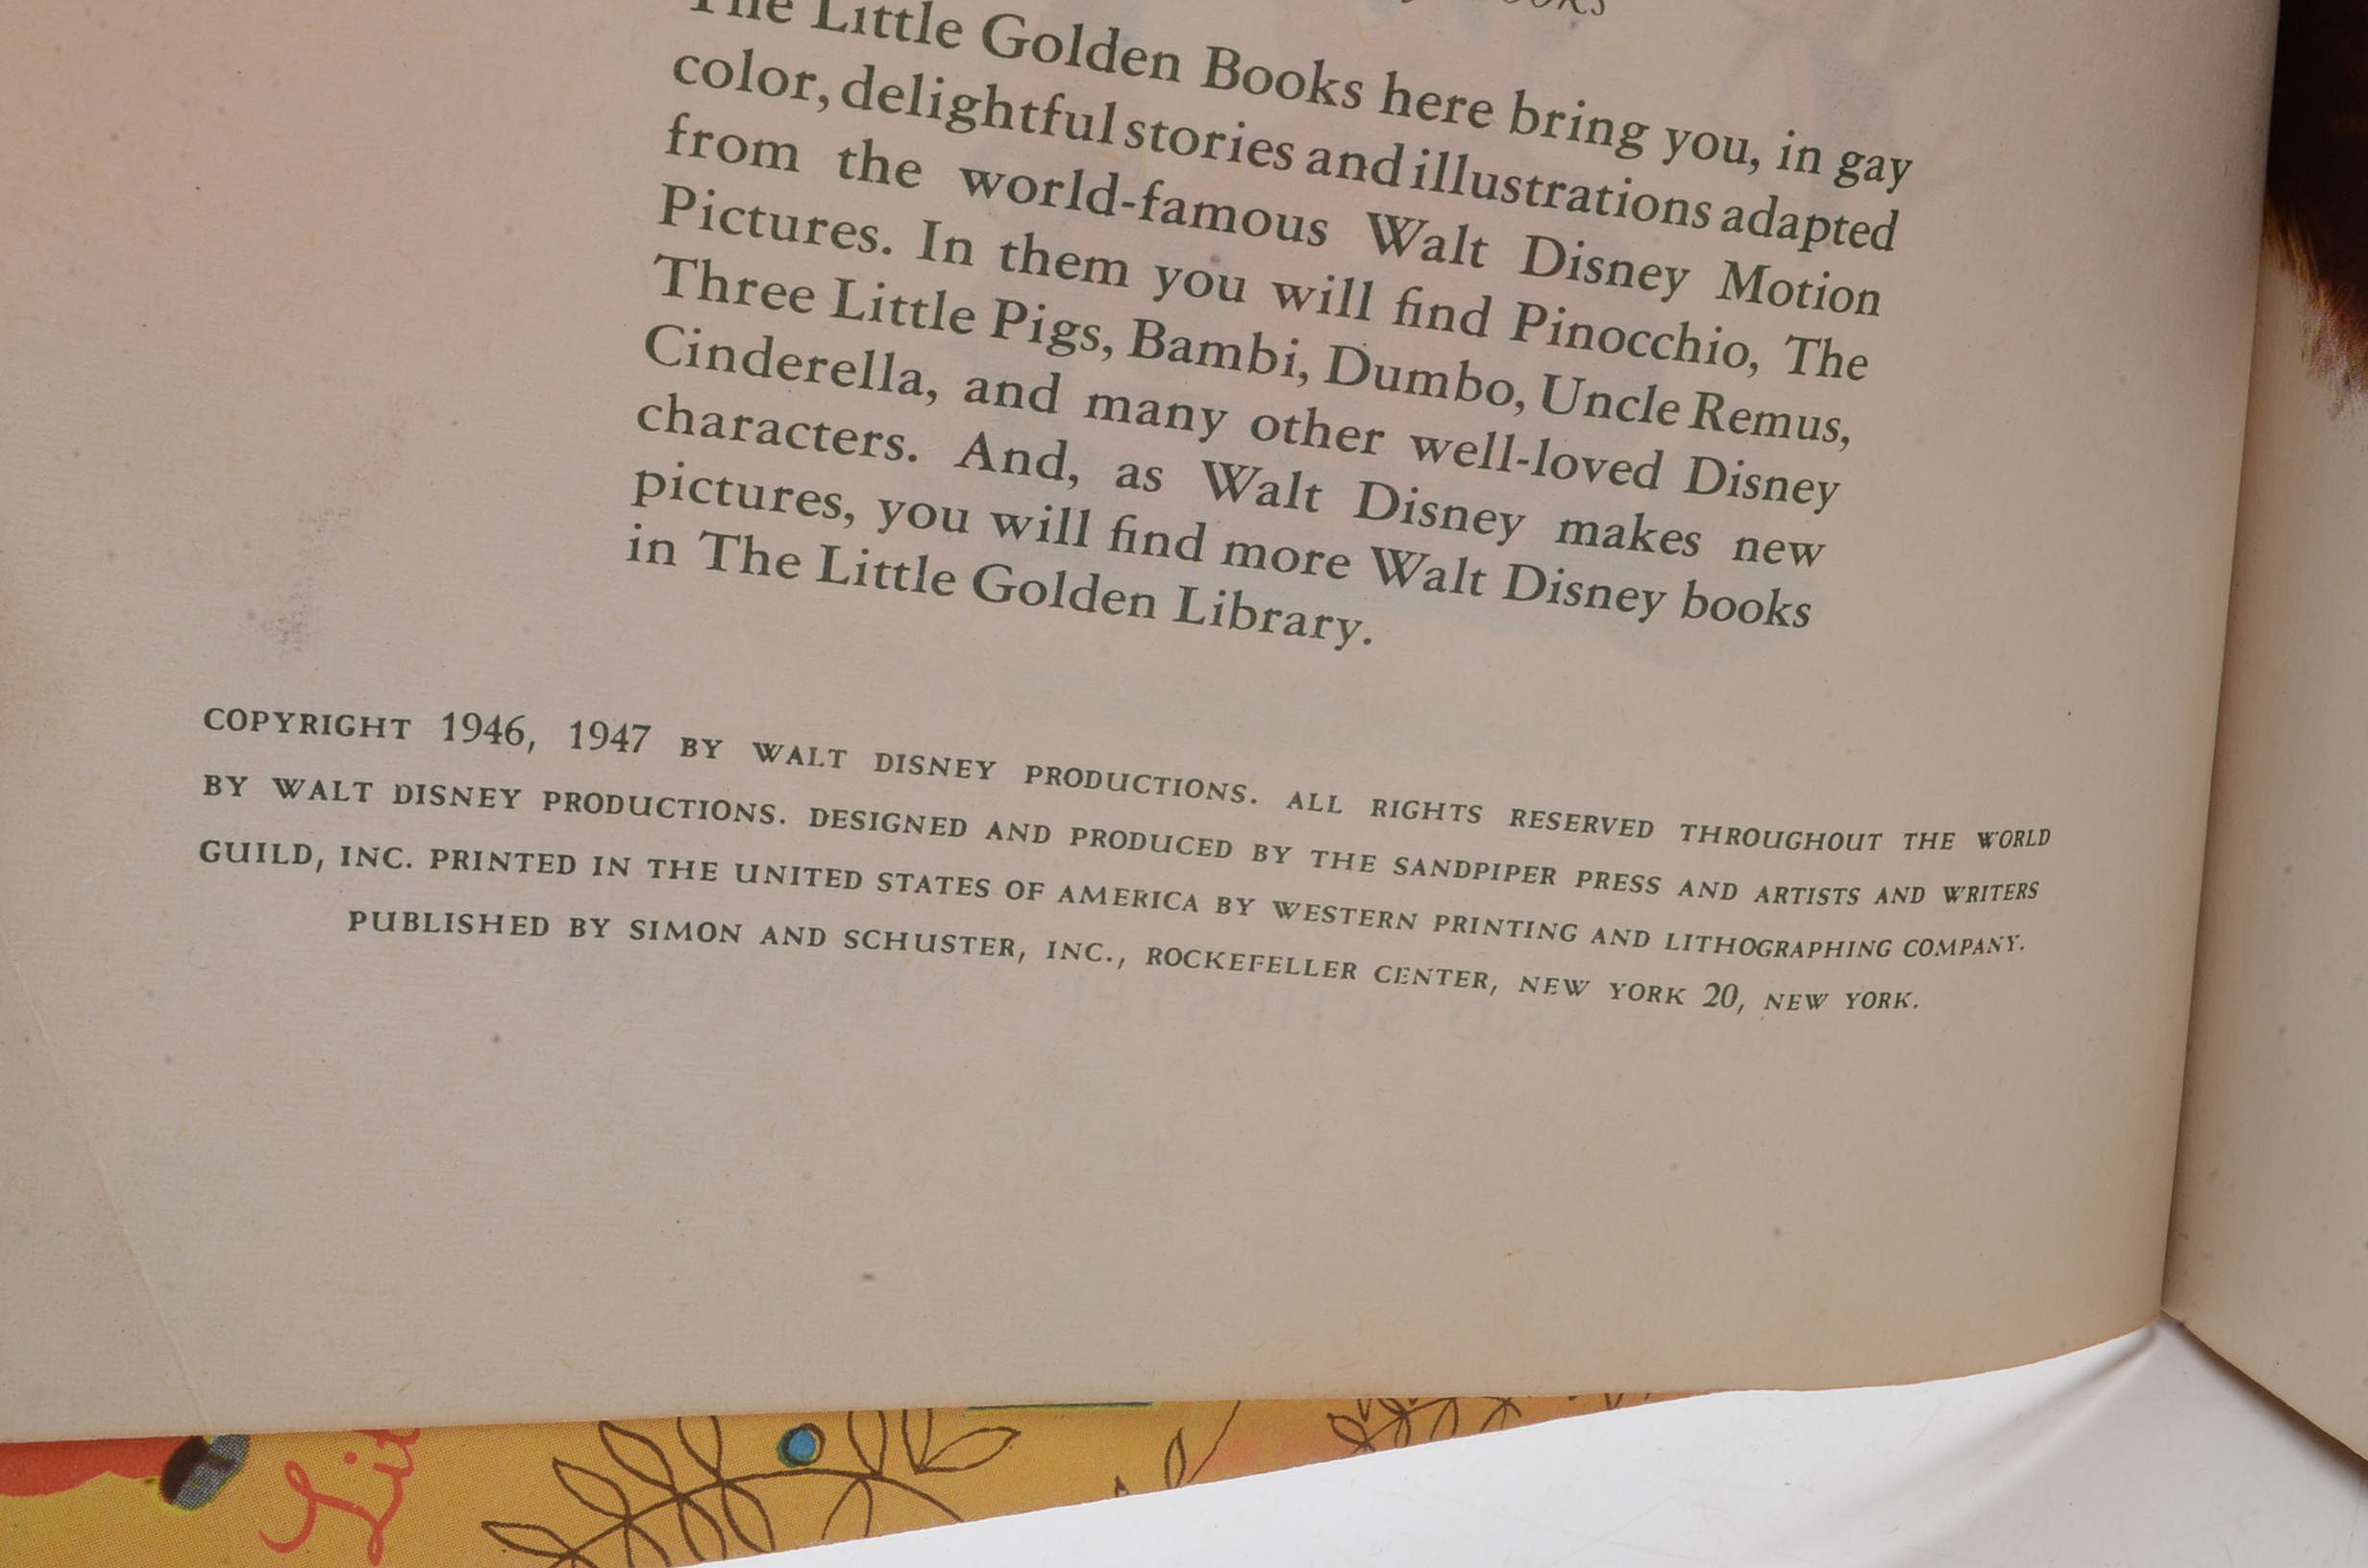 The Little Golden Books here bring you, in gay
color, delightful stories and illustrations adapted
from the world-famous Walt Disney Motion
Pictures. In them you will find Pinocchio, The
Three Little Pigs, Bambi, Dumbo, Uncle Remus,
Cinderella, and many other well-loved Disney
characters. And, as Walt Disney makes new
pictures, you will find more Walt Disney books
in The Little Golden Library.
COPYRIGHT 1946, 1947 BY WALT DISNEY PRODUCTIONS. ALL RIGHTS RESERVED THROUGHOUT THE WORLD
BY WALT DISNEY PRODUCTIONS. DESIGNED AND PRODUCED BY THE SANDPIPER PRESS AND ARTISTS AND WRITERS
GUILD, INC. PRINTED IN THE UNITED STATES OF AMERICA BY WESTERN PRINTING AND LITHOGRAPHING COMPANY.
PUBLISHED BY SIMON AND SCHUSTER, INC., ROCKEFELLER CENTER, NEW YORK 20, NEW YORK.